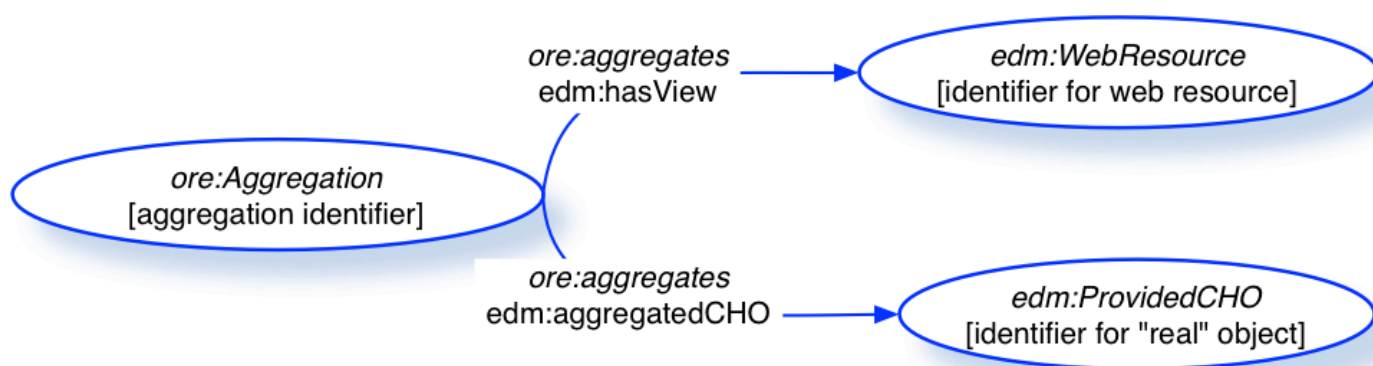 ore:aggregates
edm:hasView
edm:WebResource
[identifier for web resource]
ore:Aggregation
[aggregation identifier]
ore:aggregates
edm:aggregatedCHO
edm:ProvidedCHO
[identifier for "real" object]